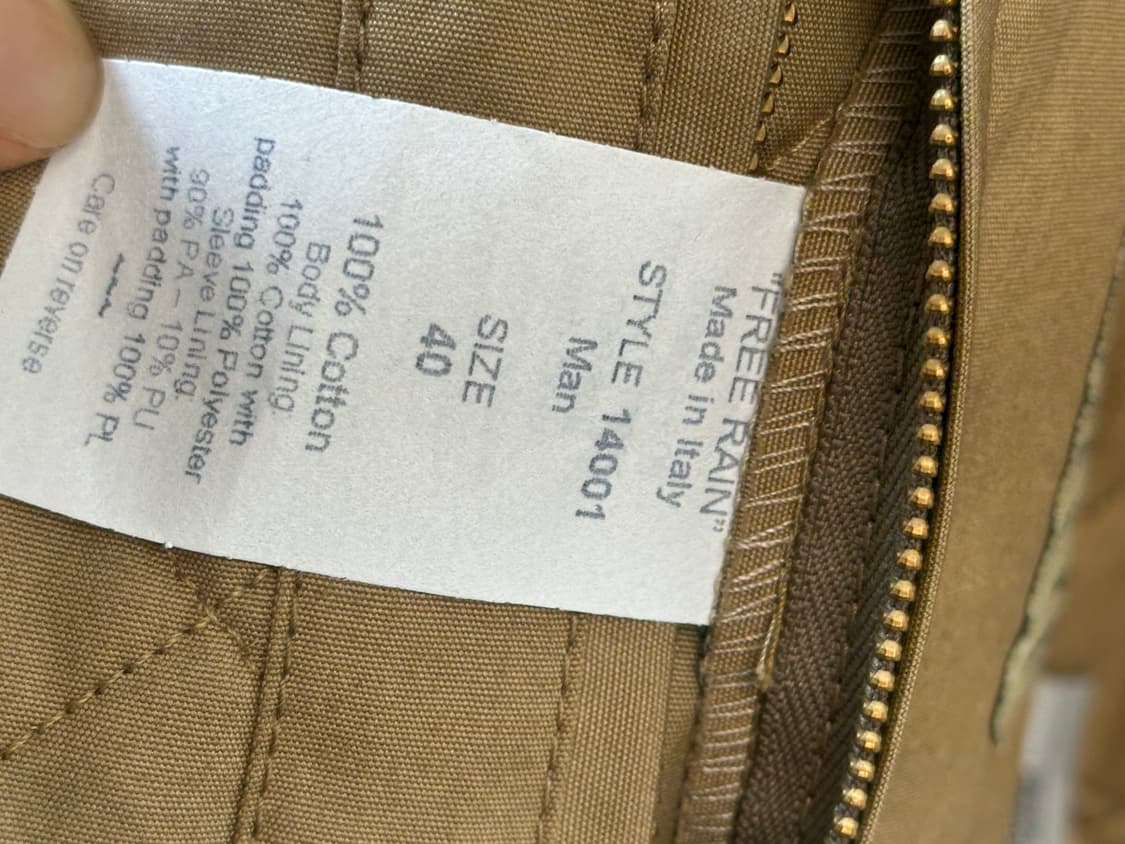 "FREE RAIN"
Made in Italy
STYLE 14001
Man
SIZE
40
100% Cotton
Body Lining
100% Cotton with
padding 100% Polyester
Sleeve Lining
90% PA - 10% PU
with padding 100% PL
Care on reverse